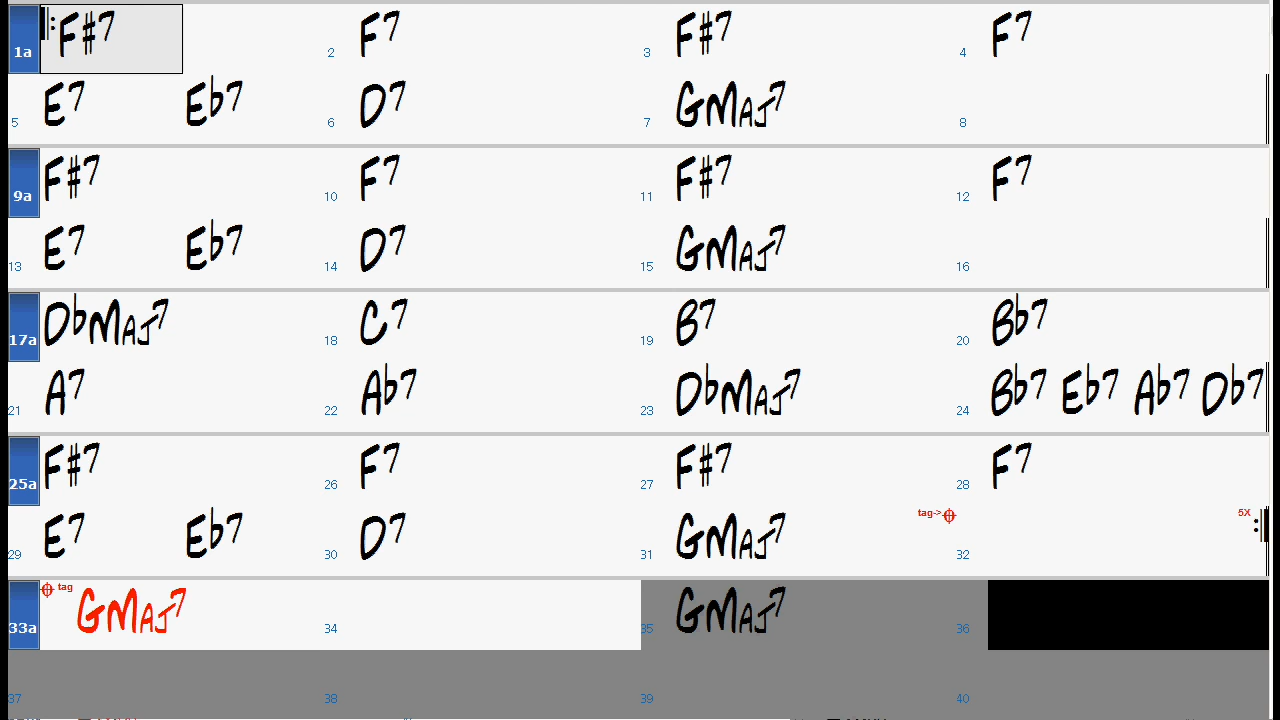 1a F#7 2 F7 3 F#7 4 F7
5 E7 Eb7 6 D7 7 GMAJ7 8
9a F#7 10 F7 11 F#7 12 F7
13 E7 Eb7 14 D7 15 GMAJ7 16
17a DbMAJ7 18 C7 19 B7 20 Bb7
21 A7 22 Ab7 23 DbMAJ7 24 Bb7 Eb7 Ab7 Db7
25a F#7 26 F7 27 F#7 28 F7
tag-> 5X
29 E7 Eb7 30 D7 31 GMAJ7 32
tag
33a GMAJ7 34 35 GMAJ7 36
37 38 39 40